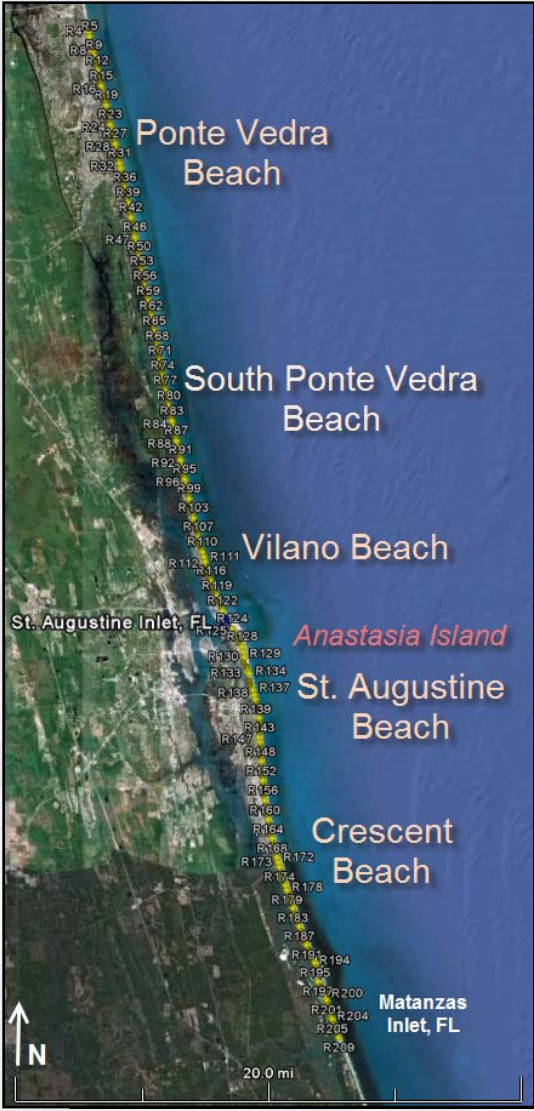 R4 R5
R8 R9
R12
R15
R16 R19
R23
R24 R27
R28 R31
R32
R36
R39
R42
R46
R47 R50
R53
R56
R59
R62
R65
R68
R71
R74
R77
R80
R83
R84 R87
R88 R91
R92 R95
R96 R99
R103
R107
R110
R111
R112
R116
R119
R122
R124
R125
R128
R129
R130
R133 R134
R137
R138
R139
R143
R147
R148
R152
R156
R160
R164
R168
R172
R173
R174
R178
R179
R183
R187
R191 R194
R195
R197 R200
R201 R204
R205
R209
Ponte Vedra
Beach
South Ponte Vedra
Beach
Vilano Beach
St. Augustine Inlet, FL
Anastasia Island
St. Augustine
Beach
Crescent
Beach
Matanzas
Inlet, FL
N
20.0 mi